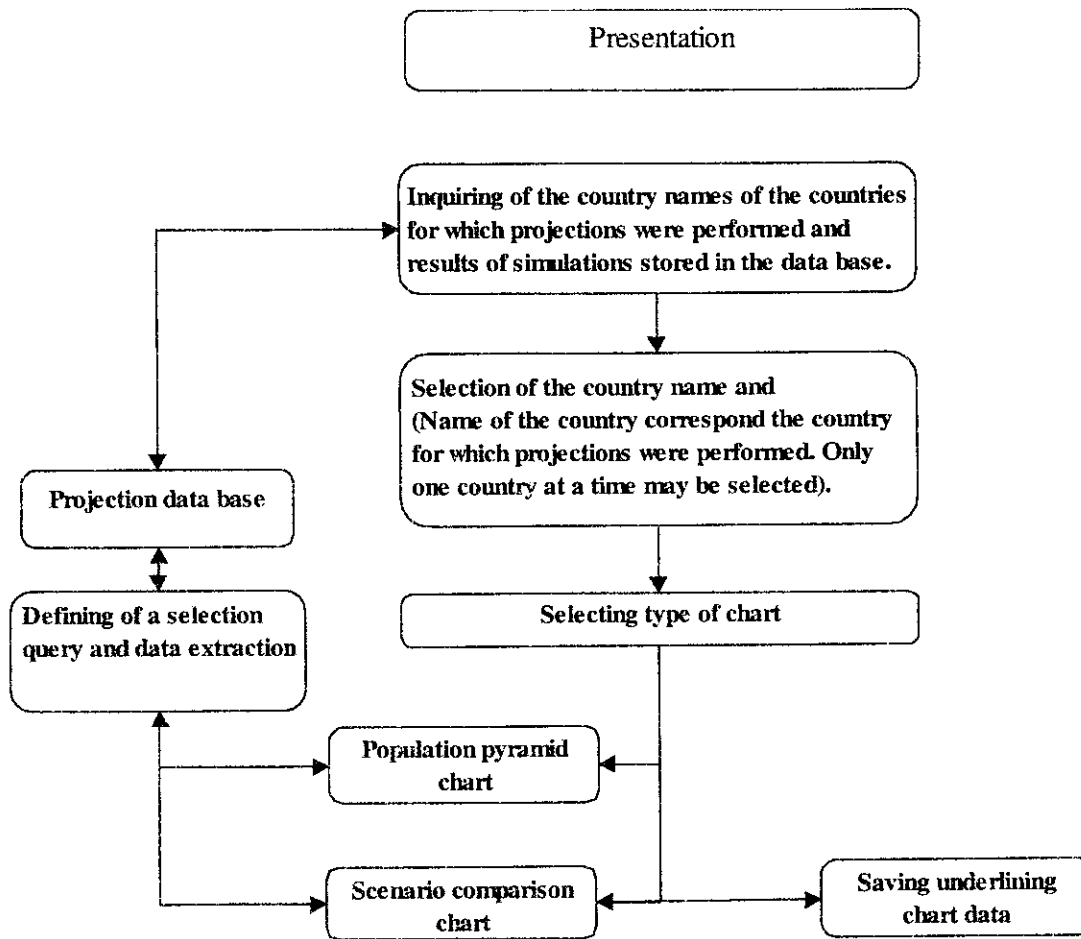 Presentation
Inquiring of the country names of the countries
for which projections were performed and
results of simulations stored in the data base.
Selection of the country name and
(Name of the country correspond the country
for which projections were performed. Only
one country at a time may be selected).
Projection data base
Defining of a selection
query and data extraction
Selecting type of chart
Population pyramid
chart
Scenario comparison
chart
Saving underlining
chart data